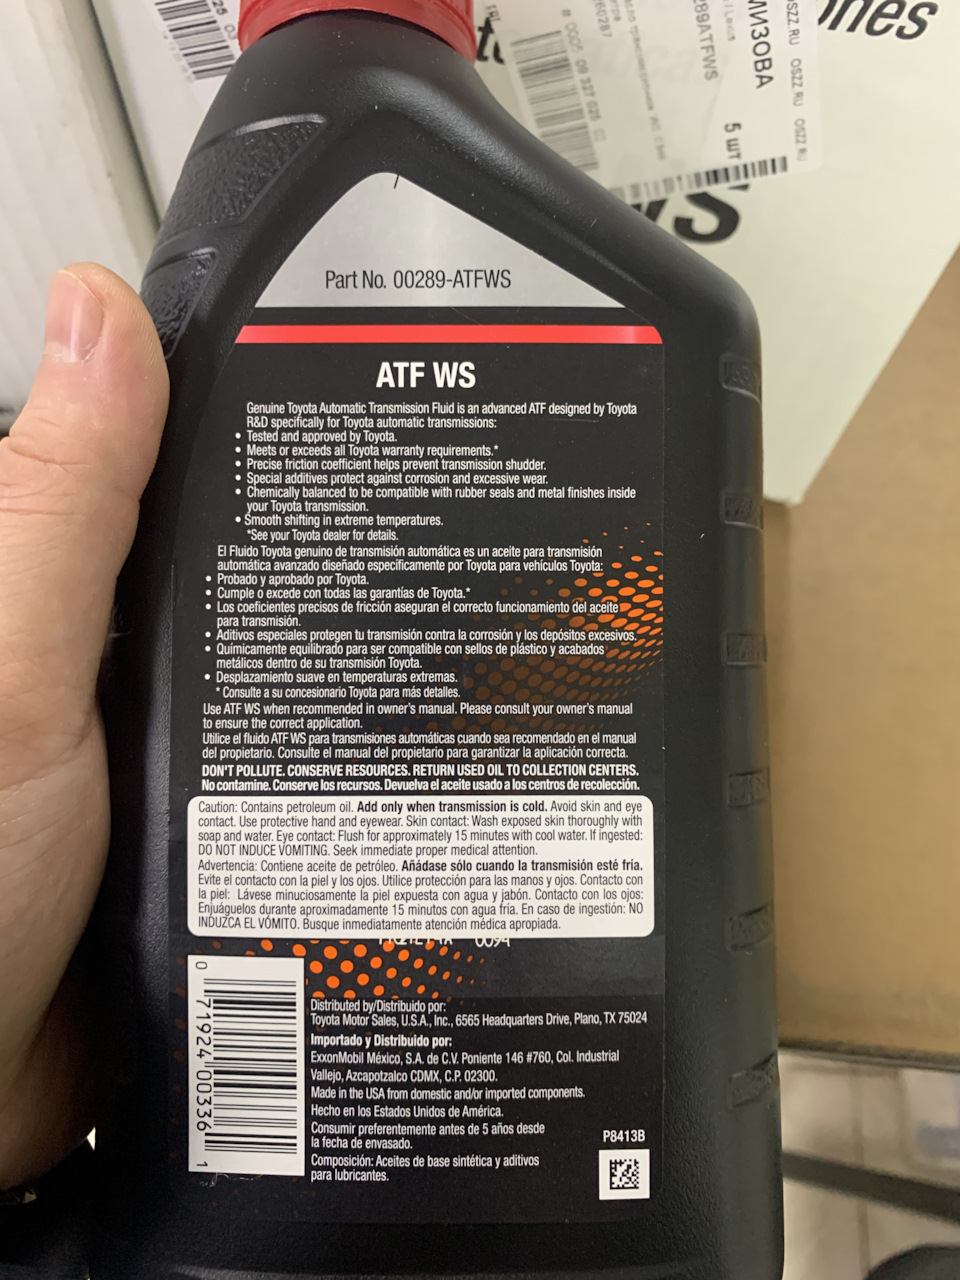 ones
OSZZ.RU OSZZ.RU OSZZ.RU
МИЗОВА
289ATFWS
5 шт
WS
Part No. 00289-ATFWS
ATF WS
Genuine Toyota Automatic Transmission Fluid is an advanced ATF designed by Toyota
R&D specifically for Toyota automatic transmissions:
• Tested and approved by Toyota.
• Meets or exceeds all Toyota warranty requirements.*
• Precise friction coefficient helps prevent transmission shudder.
• Special additives protect against corrosion and excessive wear.
• Chemically balanced to be compatible with rubber seals and metal finishes inside
your Toyota transmission.
• Smooth shifting in extreme temperatures.
*See your Toyota dealer for details.
El Fluido Toyota genuino de transmisión automática es un aceite para transmisión
automática avanzado diseñado específicamente por Toyota para vehículos Toyota:
• Probado y aprobado por Toyota.
• Cumple o excede con todas las garantías de Toyota.*
• Los coeficientes precisos de fricción aseguran el correcto funcionamiento del aceite
para transmisión.
• Aditivos especiales protegen tu transmisión contra la corrosión y los depósitos excesivos.
• Químicamente equilibrado para ser compatible con sellos de plástico y acabados
metálicos dentro de su transmisión Toyota.
• Desplazamiento suave en temperaturas extremas.
* Consulte a su concesionario Toyota para más detalles.
Use ATF WS when recommended in owner's manual. Please consult your owner's manual
to ensure the correct application.
Utilice el fluido ATF WS para transmisiones automáticas cuando sea recomendado en el manual
del propietario. Consulte el manual del propietario para garantizar la aplicación correcta.
DON'T POLLUTE. CONSERVE RESOURCES. RETURN USED OIL TO COLLECTION CENTERS.
No contamine. Conserve los recursos. Devuelva el aceite usado a los centros de recolección.
Caution: Contains petroleum oil. Add only when transmission is cold. Avoid skin and eye
contact. Use protective hand and eyewear. Skin contact: Wash exposed skin thoroughly with
soap and water. Eye contact: Flush for approximately 15 minutes with cool water. If ingested:
DO NOT INDUCE VOMITING. Seek immediate proper medical attention.
Advertencia: Contiene aceite de petróleo. Añádase sólo cuando la transmisión esté fría.
Evite el contacto con la piel y los ojos. Utilice protección para las manos y ojos. Contacto con
la piel: Lávese minuciosamente la piel expuesta con agua y jabón. Contacto con los ojos:
Enjuáguelos durante aproximadamente 15 minutos con agua fría. En caso de ingestión: NO
INDUZCA EL VÓMITO. Busque inmediatamente atención médica apropiada.
0094
0 71924 00336 1
Distributed by/Distribuido por:
Toyota Motor Sales, U.S.A., Inc., 6565 Headquarters Drive, Plano, TX 75024
Importado y Distribuido por:
ExxonMobil México, S.A. de C.V. Poniente 146 #760, Col. Industrial
Vallejo, Azcapotzalco CDMX, C.P. 02300.
Made in the USA from domestic and/or imported components.
Hecho en los Estados Unidos de América.
Consumir preferentemente antes de 5 años desde
la fecha de envasado.
Composición: Aceites de base sintética y aditivos
para lubricantes.
P8413B